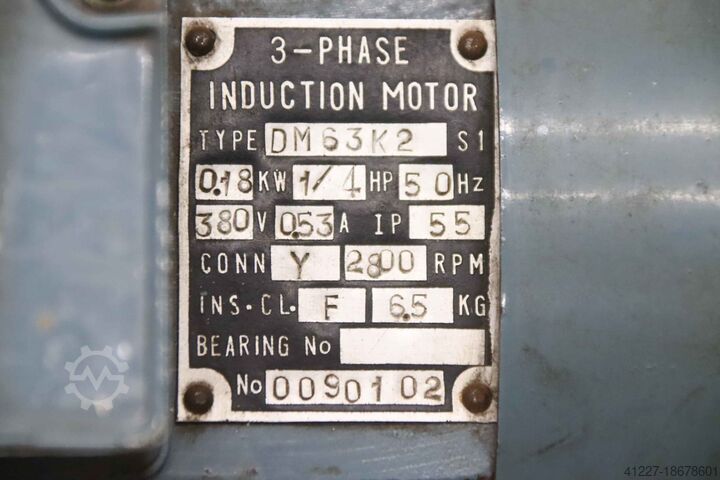 3-PHASE
INDUCTION MOTOR
TYPE DM63K2 S1
0.18 KW 1/4 HP 50 Hz
380 V 0.53 A IP 55
CONN Y 2800 RPM
INS.CL. F 6.5 KG
BEARING No
No 0090102
41227-18678601